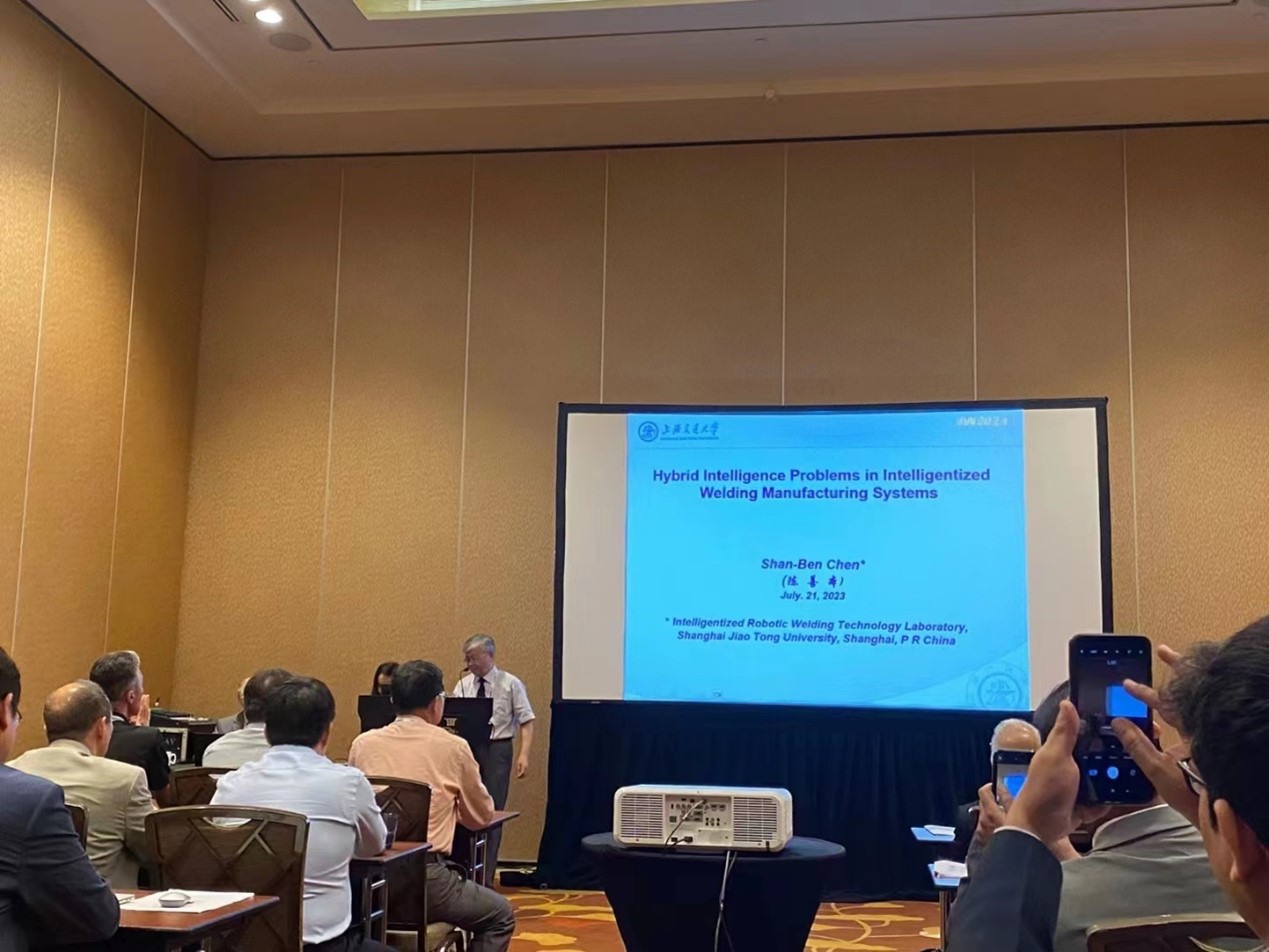 上海交通大学
IIW2023
Hybrid Intelligence Problems in Intelligentized
Welding Manufacturing Systems
Shan-Ben Chen*
(陈 善 本)
July. 21, 2023
* Intelligentized Robotic Welding Technology Laboratory,
Shanghai Jiao Tong University, Shanghai, P R China